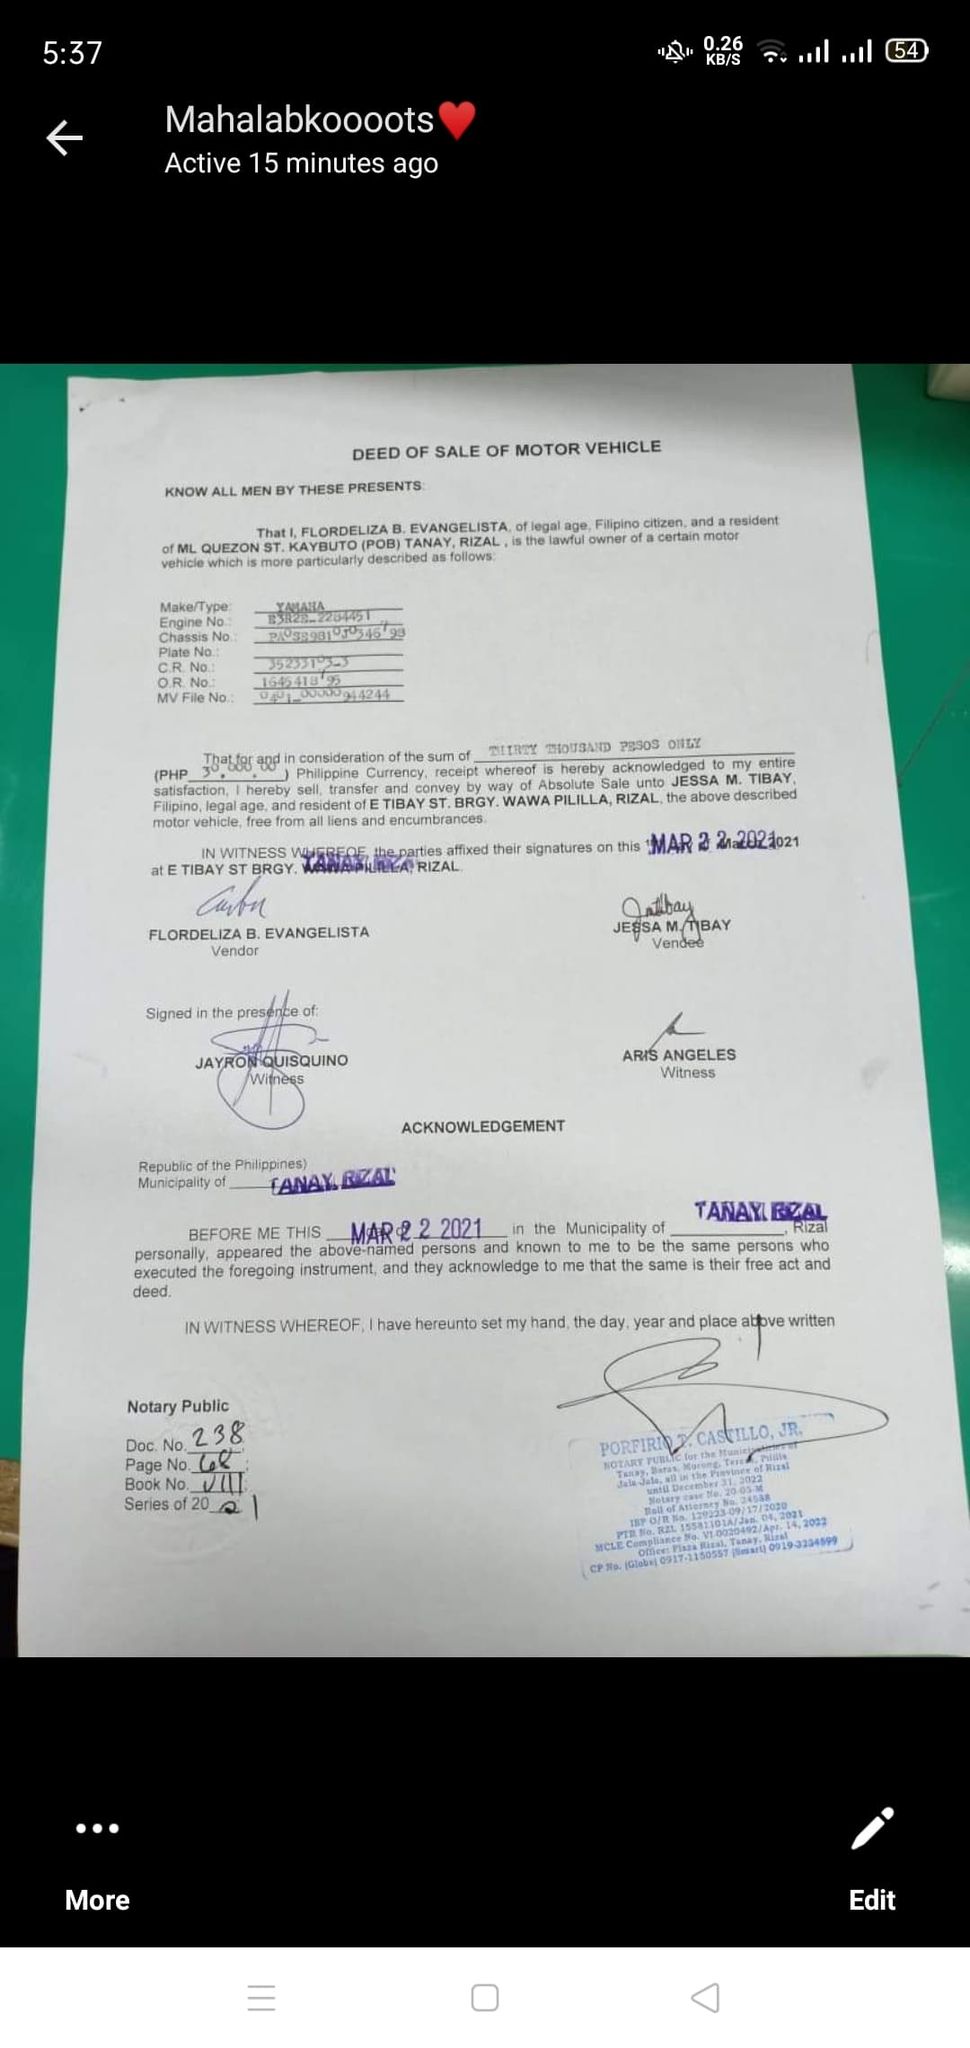 5:37
0.26
KB/S
54
Mahalabkoooots❤️
Active 15 minutes ago
DEED OF SALE OF MOTOR VEHICLE
KNOW ALL MEN BY THESE PRESENTS:
That I, FLORDELIZA B. EVANGELISTA, of legal age, Filipino citizen, and a resident
of ML QUEZON ST. KAYBUTO (POB) TANAY, RIZAL , is the lawful owner of a certain motor
vehicle which is more particularly described as follows:
Make/Type: YAMAHA
Engine No.:
Chassis No.:
Plate No.:
C.R. No.:
O.R. No.:
MV File No.:
That for and in consideration of the sum of THIRTY THOUSAND PESOS ONLY
(PHP 30,000.00 ) Philippine Currency, receipt whereof is hereby acknowledged to my entire
satisfaction, I hereby sell, transfer and convey by way of Absolute Sale unto JESSA M. TIBAY,
Filipino, legal age, and resident of E TIBAY ST. BRGY. WAWA PILILLA, RIZAL, the above described
motor vehicle, free from all liens and encumbrances.
IN WITNESS WHEREOF, the parties affixed their signatures on this MAR 22 2021
at E TIBAY ST BRGY. WAWA PILILLA, RIZAL.
FLORDELIZA B. EVANGELISTA
Vendor
JESSA M. TIBAY
Vendee
Signed in the presence of:
JAYRON QUISQUINO
Witness
ARIS ANGELES
Witness
ACKNOWLEDGEMENT
Republic of the Philippines)
Municipality of TANAY, RIZAL
BEFORE ME THIS MAR 22 2021 in the Municipality of TANAY, RIZAL, Rizal
personally, appeared the above-named persons and known to me to be the same persons who
executed the foregoing instrument, and they acknowledge to me that the same is their free act and
deed.
IN WITNESS WHEREOF, I have hereunto set my hand, the day, year and place above written
Notary Public
Doc. No. 238
Page No.
Book No. VIII
Series of 20 21
PORFIRIO T. CASTILLO, JR.
NOTARY PUBLIC for the Municipalities of
Tanay, Baras, Morong, Teresa, Pililla
Jala-Jala, all in the Province of Rizal
until December 31, 2022
Notary case No. 20-05-M
Roll of Attorney No. 24588
IBP O/R No. 129223-09/17/2020
PTR No. RZL 15581101A/Jan. 04, 2021
MCLE Compliance No. VI-0020492/Apr. 14, 2022
Office: Plaza Rizal, Tanay, Rizal
CP No. (Globe) 0917-1150557 (Smart) 0919-3234599
More
Edit